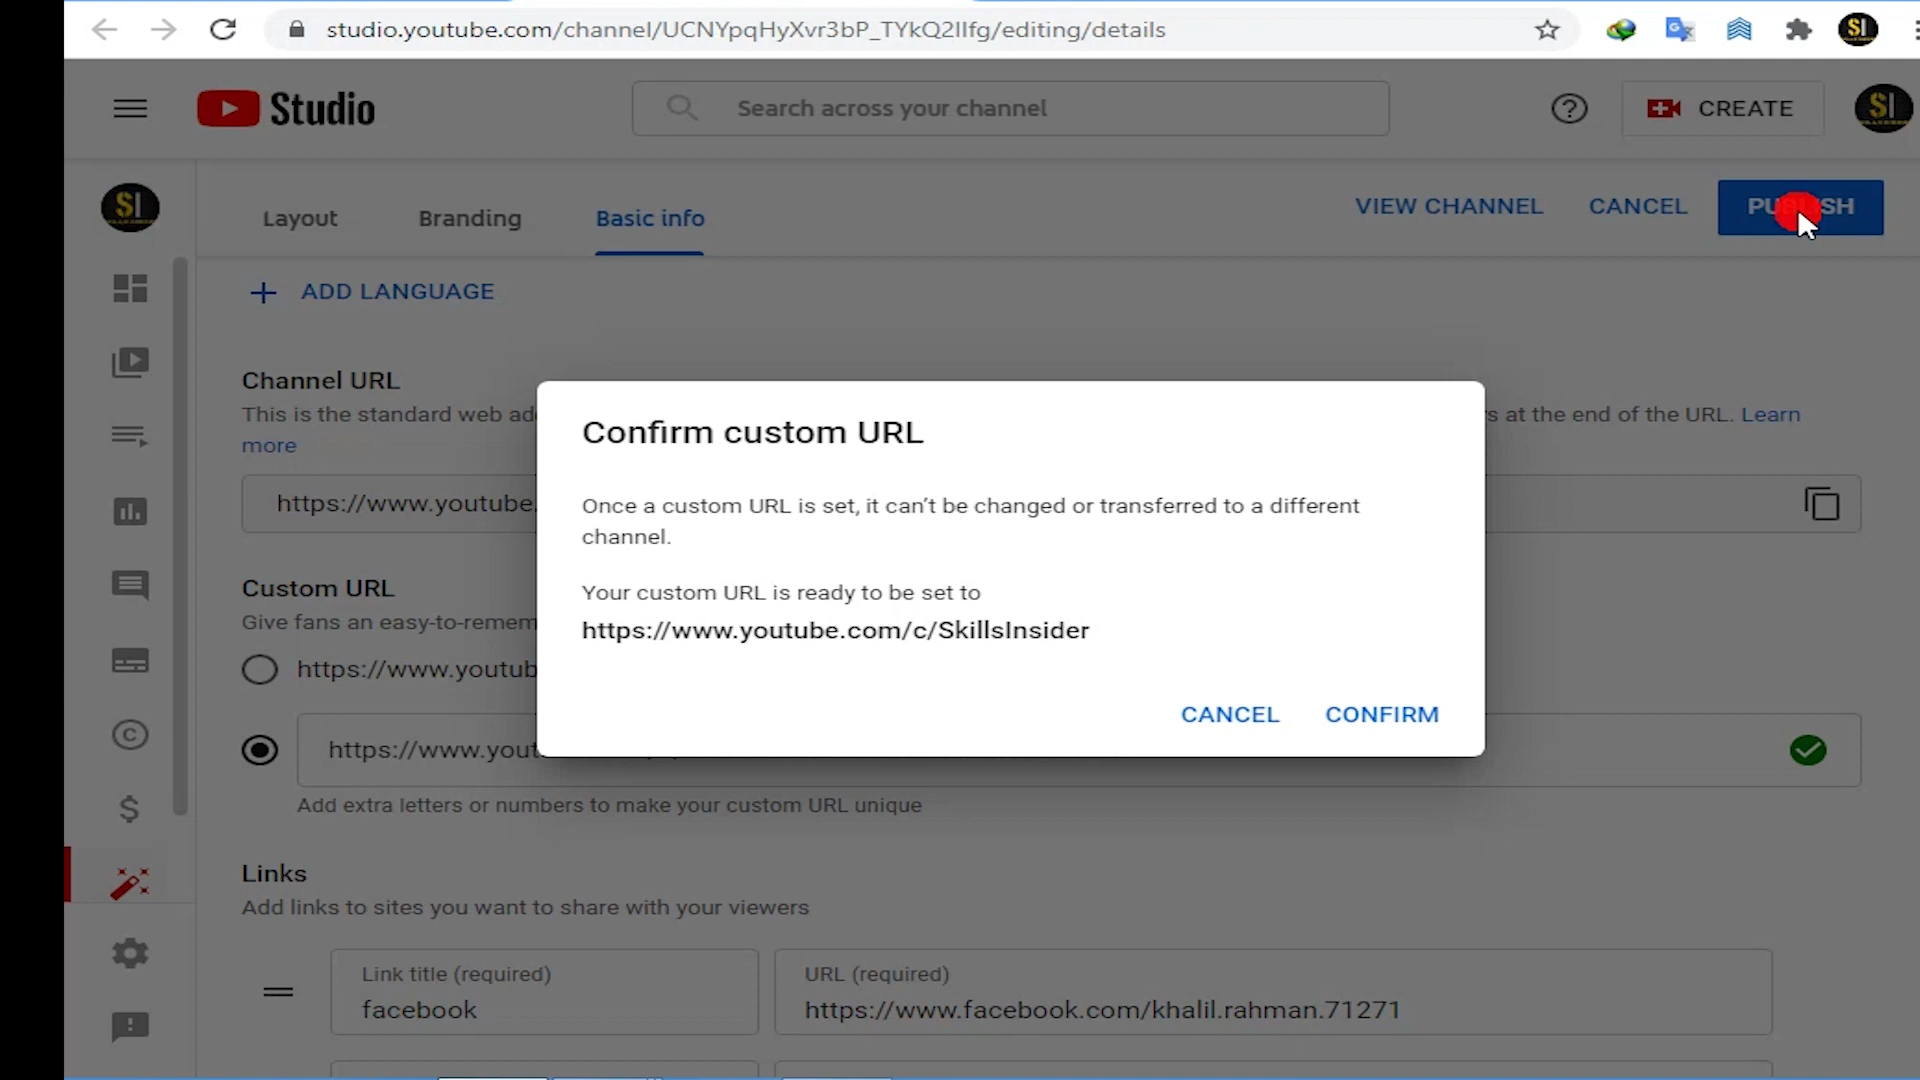 studio.youtube.com/channel/UCNYpqHyXvr3bP_TYkQ2lIfg/editing/details
SI
Studio
Search across your channel
CREATE
SI
SI
Layout
Branding
Basic info
VIEW CHANNEL
CANCEL
PUBLISH
ADD LANGUAGE
Channel URL
This is the standard web
s at the end of the URL. Learn
more
https://www.youtube.
Custom URL
Give fans an
https://www.youtub
https://www.yout
Add extra letters or numbers to make your custom URL unique
Confirm custom URL
Once a custom URL is set, it can't be changed or transferred to a different
channel.
Your custom URL is ready to be set to
https://www.youtube.com/c/SkillsInsider
CANCEL
CONFIRM
Links
Add links to sites you want to share with your viewers
Link title (required)
facebook
URL (required)
https://www.facebook.com/khalil.rahman.71271